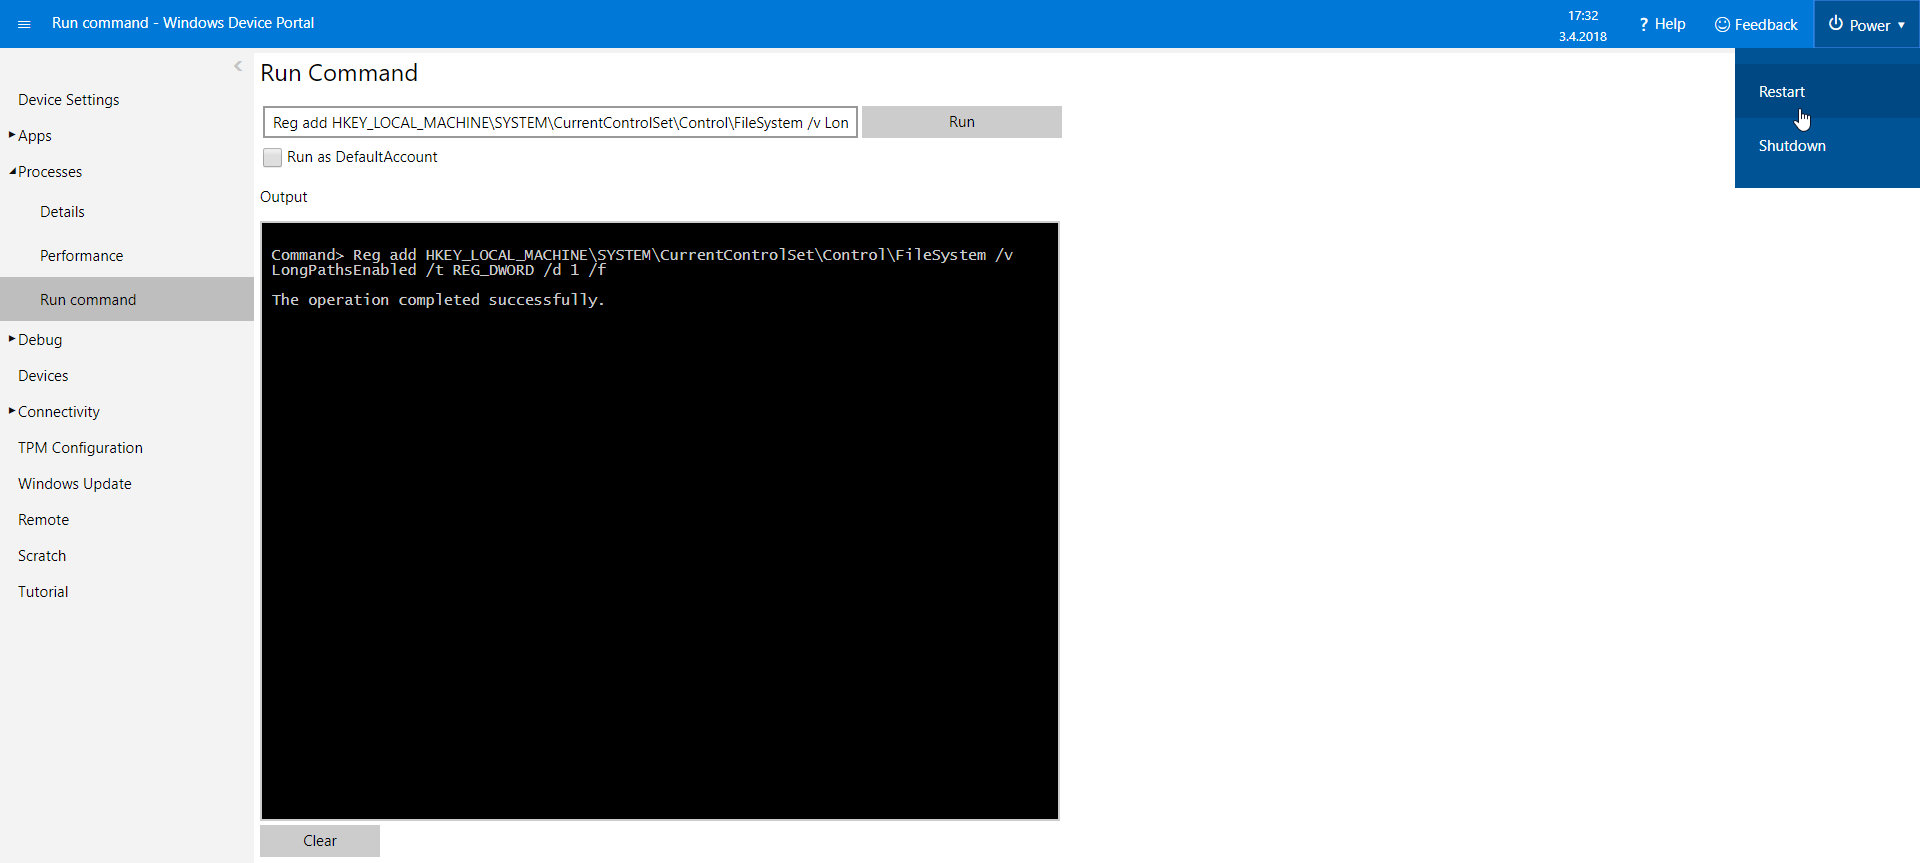 Run command - Windows Device Portal
17:32
3.4.2018
? Help
Feedback
Power
Restart
Shutdown
Device Settings
Apps
Processes
Details
Performance
Run command
Debug
Devices
Connectivity
TPM Configuration
Windows Update
Remote
Scratch
Tutorial
Run Command
Reg add HKEY_LOCAL_MACHINE\SYSTEM\CurrentControlSet\Control\FileSystem /v Lon
Run
Run as DefaultAccount
Output
Command> Reg add HKEY_LOCAL_MACHINE\SYSTEM\CurrentControlSet\Control\FileSystem /v
LongPathsEnabled /t REG_DWORD /d 1 /f
The operation completed successfully.
Clear